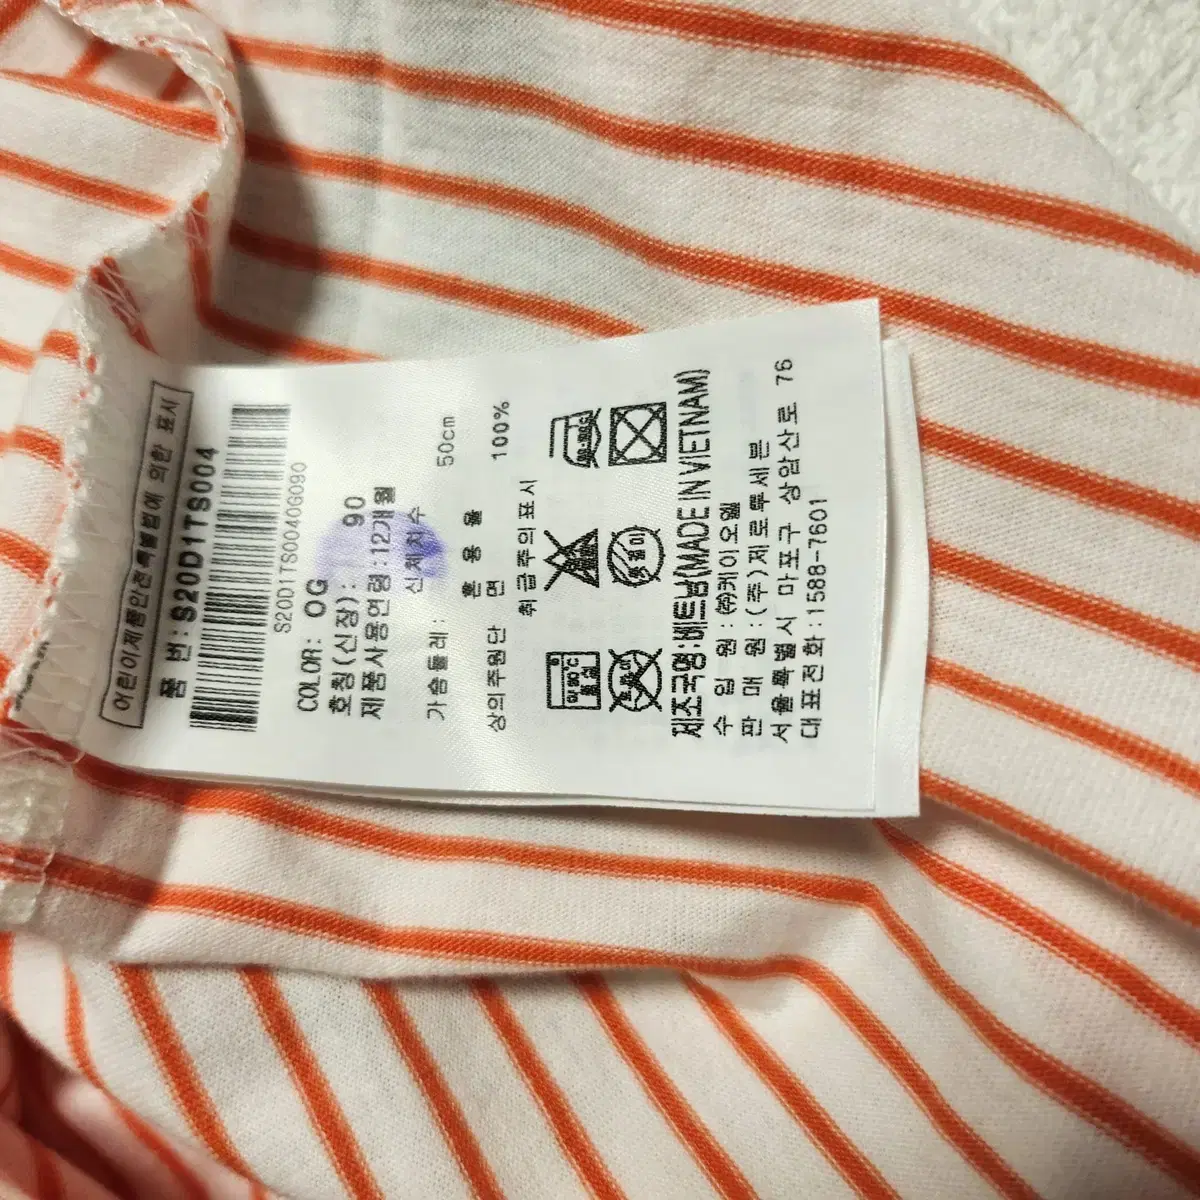 어린이제품안전특별법에 의한 표시
품 번:S20D1TS004
S20D1TS0040G090
COLOR: OG
호칭(신장): 90
제품사용연령:12개월
신체치수
가슴둘레: 50cm
혼 용 율
상의주원단 면 100%
취급주의표시
제조국명:베트남(MADE IN VIETNAM)
수 입 원:㈜케이오엘
판 매 원:(주)제로투세븐
서울특별시 마포구 상암산로 76
대표전화:1588-7601